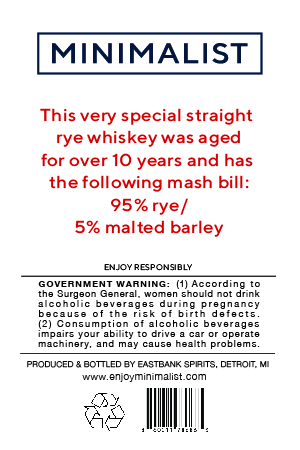 MINIMALIST
This very special straight
rye whiskey was aged
for over 10 years and has
the following mash bill:
95% rye/
5% malted barley
ENJOY RESPONSIBLY
GOVERNMENT WARNING: (1) According to
the Surgeon General, women should not drink
alcoholic beverages during pregnancy
because of the risk of birth defects.
(2) Consumption of alcoholic beverages
impairs your ability to drive a car or operate
machinery, and may cause health problems.
PRODUCED & BOTTLED BY EASTBANK SPIRITS, DETROIT, MI
www.enjoyminimalist.com